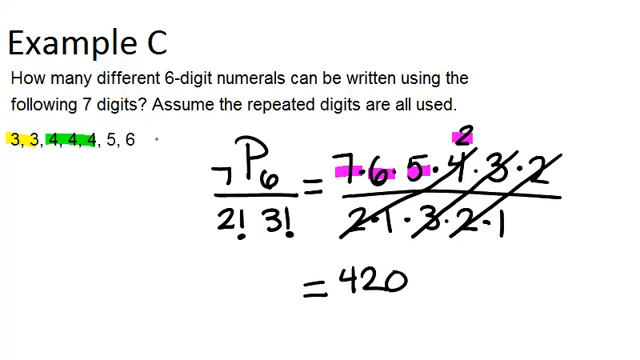 Example C
How many different 6-digit numerals can be written using the
following 7 digits? Assume the repeated digits are all used.
3, 3, 4, 4, 4, 5, 6
2
7P6 = 7·6·5·4·3·2
2! 3! 2·1·3·2·1
= 420